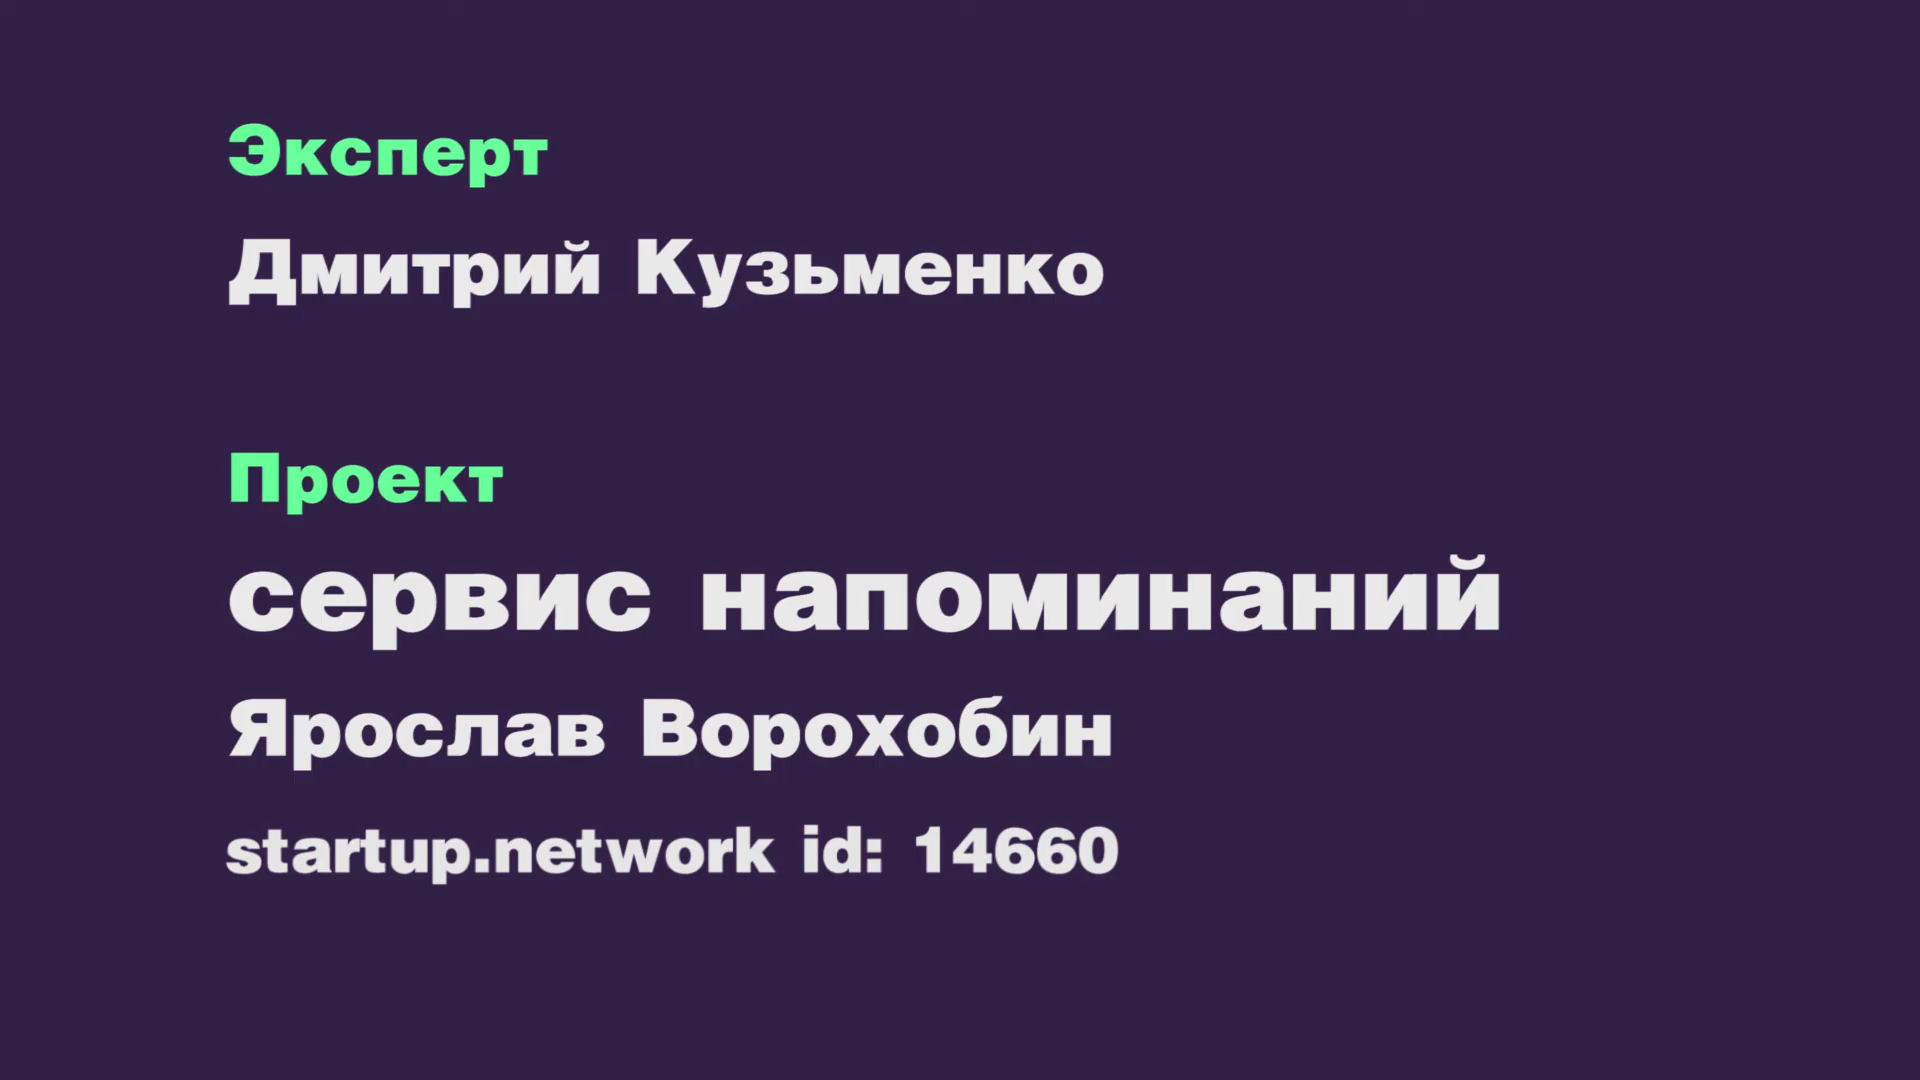 Эксперт
Дмитрий Кузьменко
Проект
сервис напоминаний
Ярослав Ворохобин
startup.network id: 14660